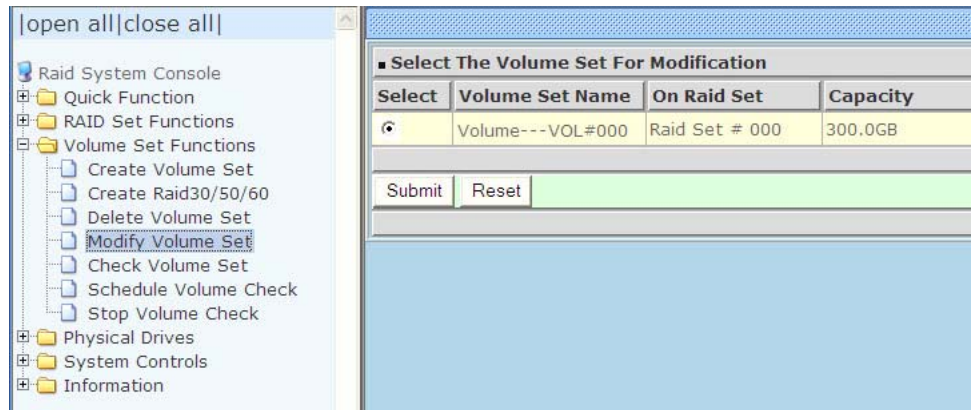 |open all|close all|
Raid System Console
Quick Function
RAID Set Functions
Volume Set Functions
Create Volume Set
Create Raid30/50/60
Delete Volume Set
Modify Volume Set
Check Volume Set
Schedule Volume Check
Stop Volume Check
Physical Drives
System Controls
Information
Select The Volume Set For Modification
Select Volume Set Name On Raid Set Capacity
Volume---VOL#000 Raid Set # 000 300.0GB
Submit Reset